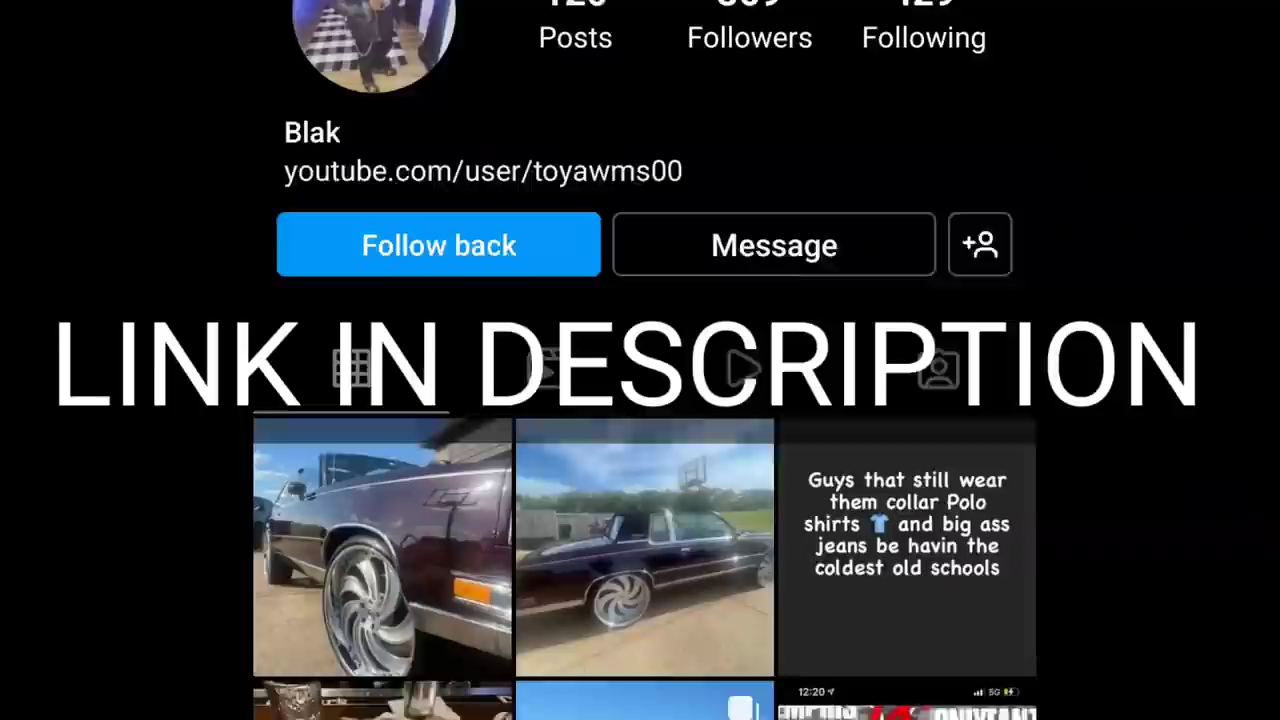 Posts Followers Following
Blak
youtube.com/user/toyawms00
Follow back Message
LINK IN DESCRIPTION
Guys that still wear
them collar Polo
shirts 👕 and big ass
jeans be havin the
coldest old schools
12:20 5G